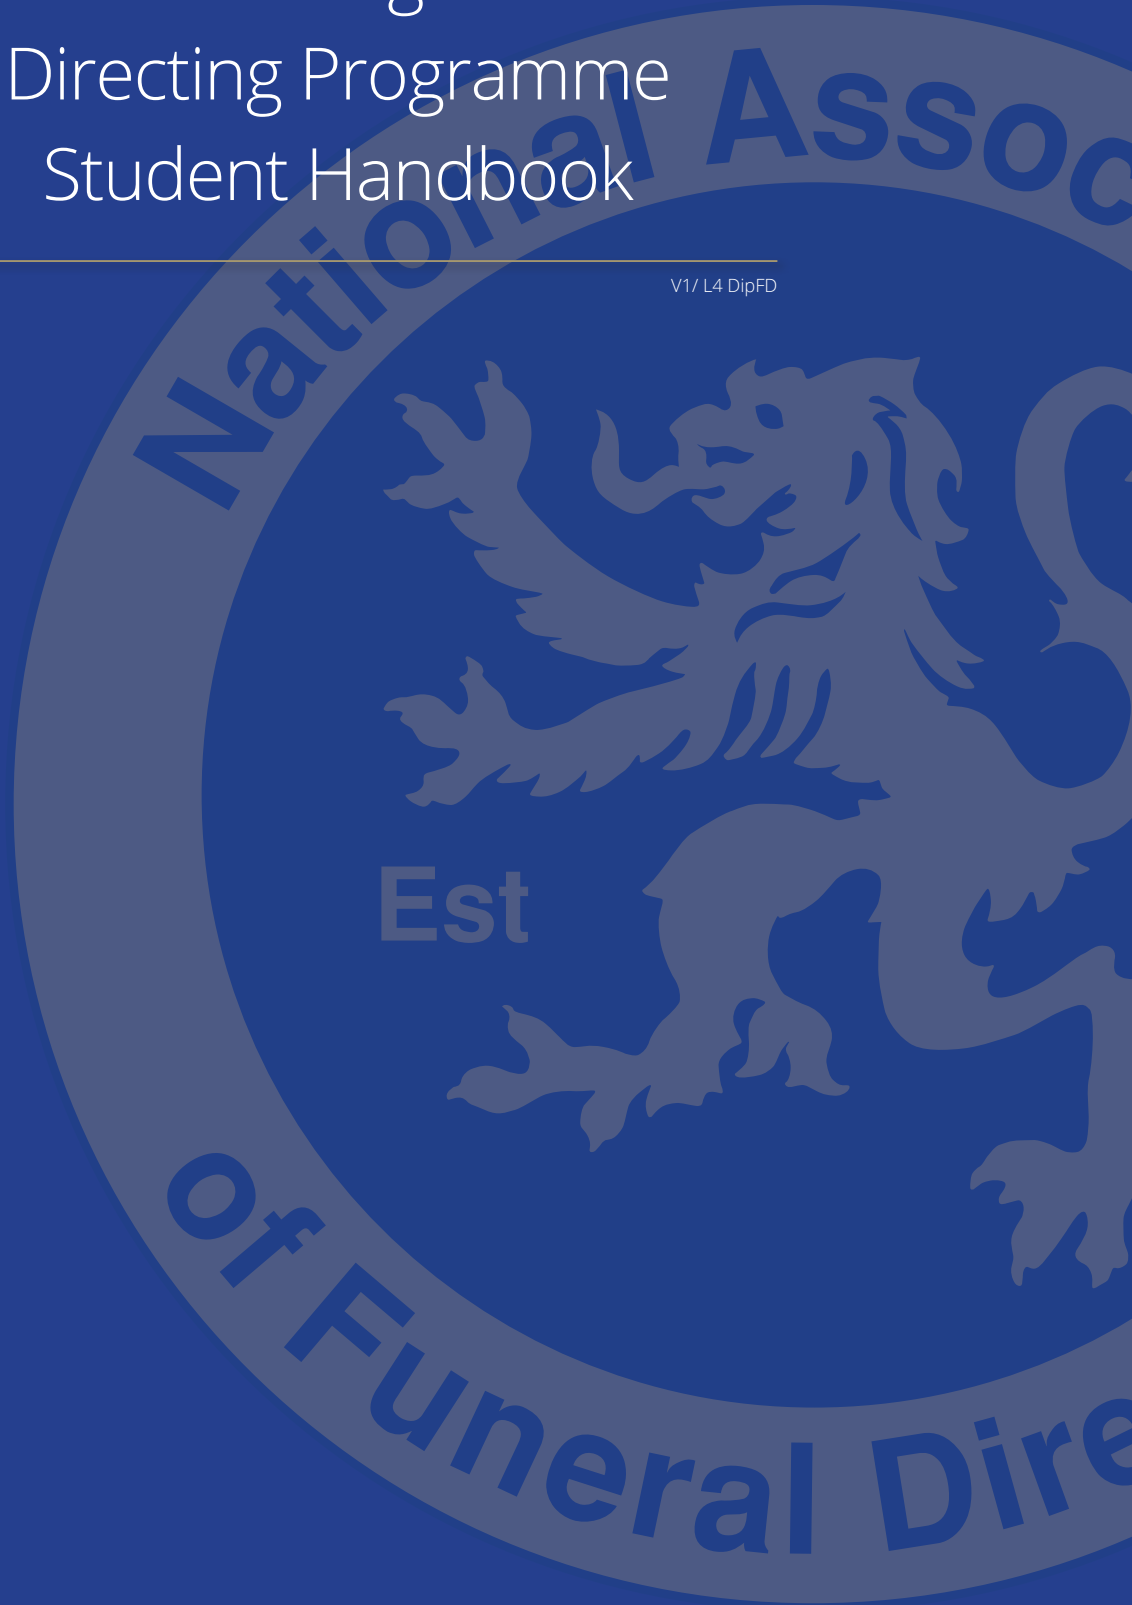 Directing Programme
Student Handbook
V1/ L4 DipFD
National Assoc
Est
of Funeral Dire